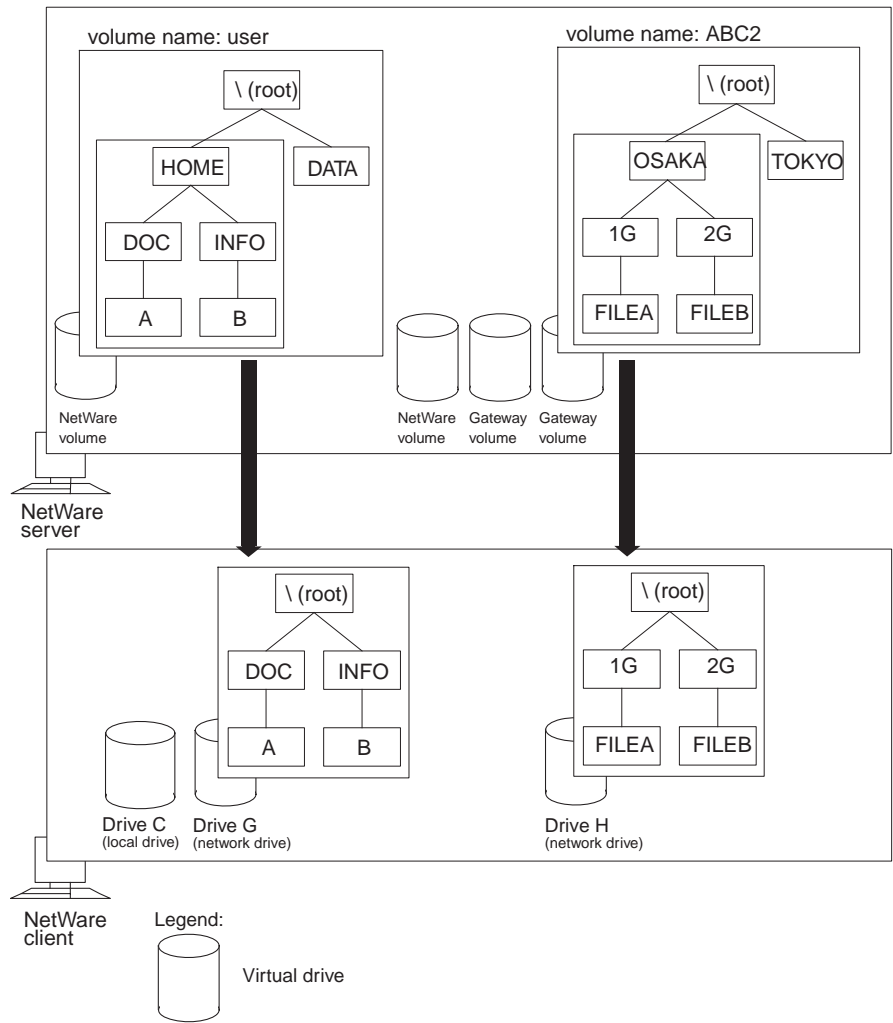 volume name: user
volume name: ABC2
\ (root)
\ (root)
HOME
DATA
OSAKA
TOKYO
DOC
INFO
1G
2G
A
B
FILEA
FILEB
NetWare
volume
NetWare
volume
Gateway
volume
Gateway
volume
NetWare
server
\ (root)
\ (root)
DOC
INFO
1G
2G
A
B
FILEA
FILEB
Drive C
(local drive)
Drive G
(network drive)
Drive H
(network drive)
NetWare
client
Legend:
Virtual drive